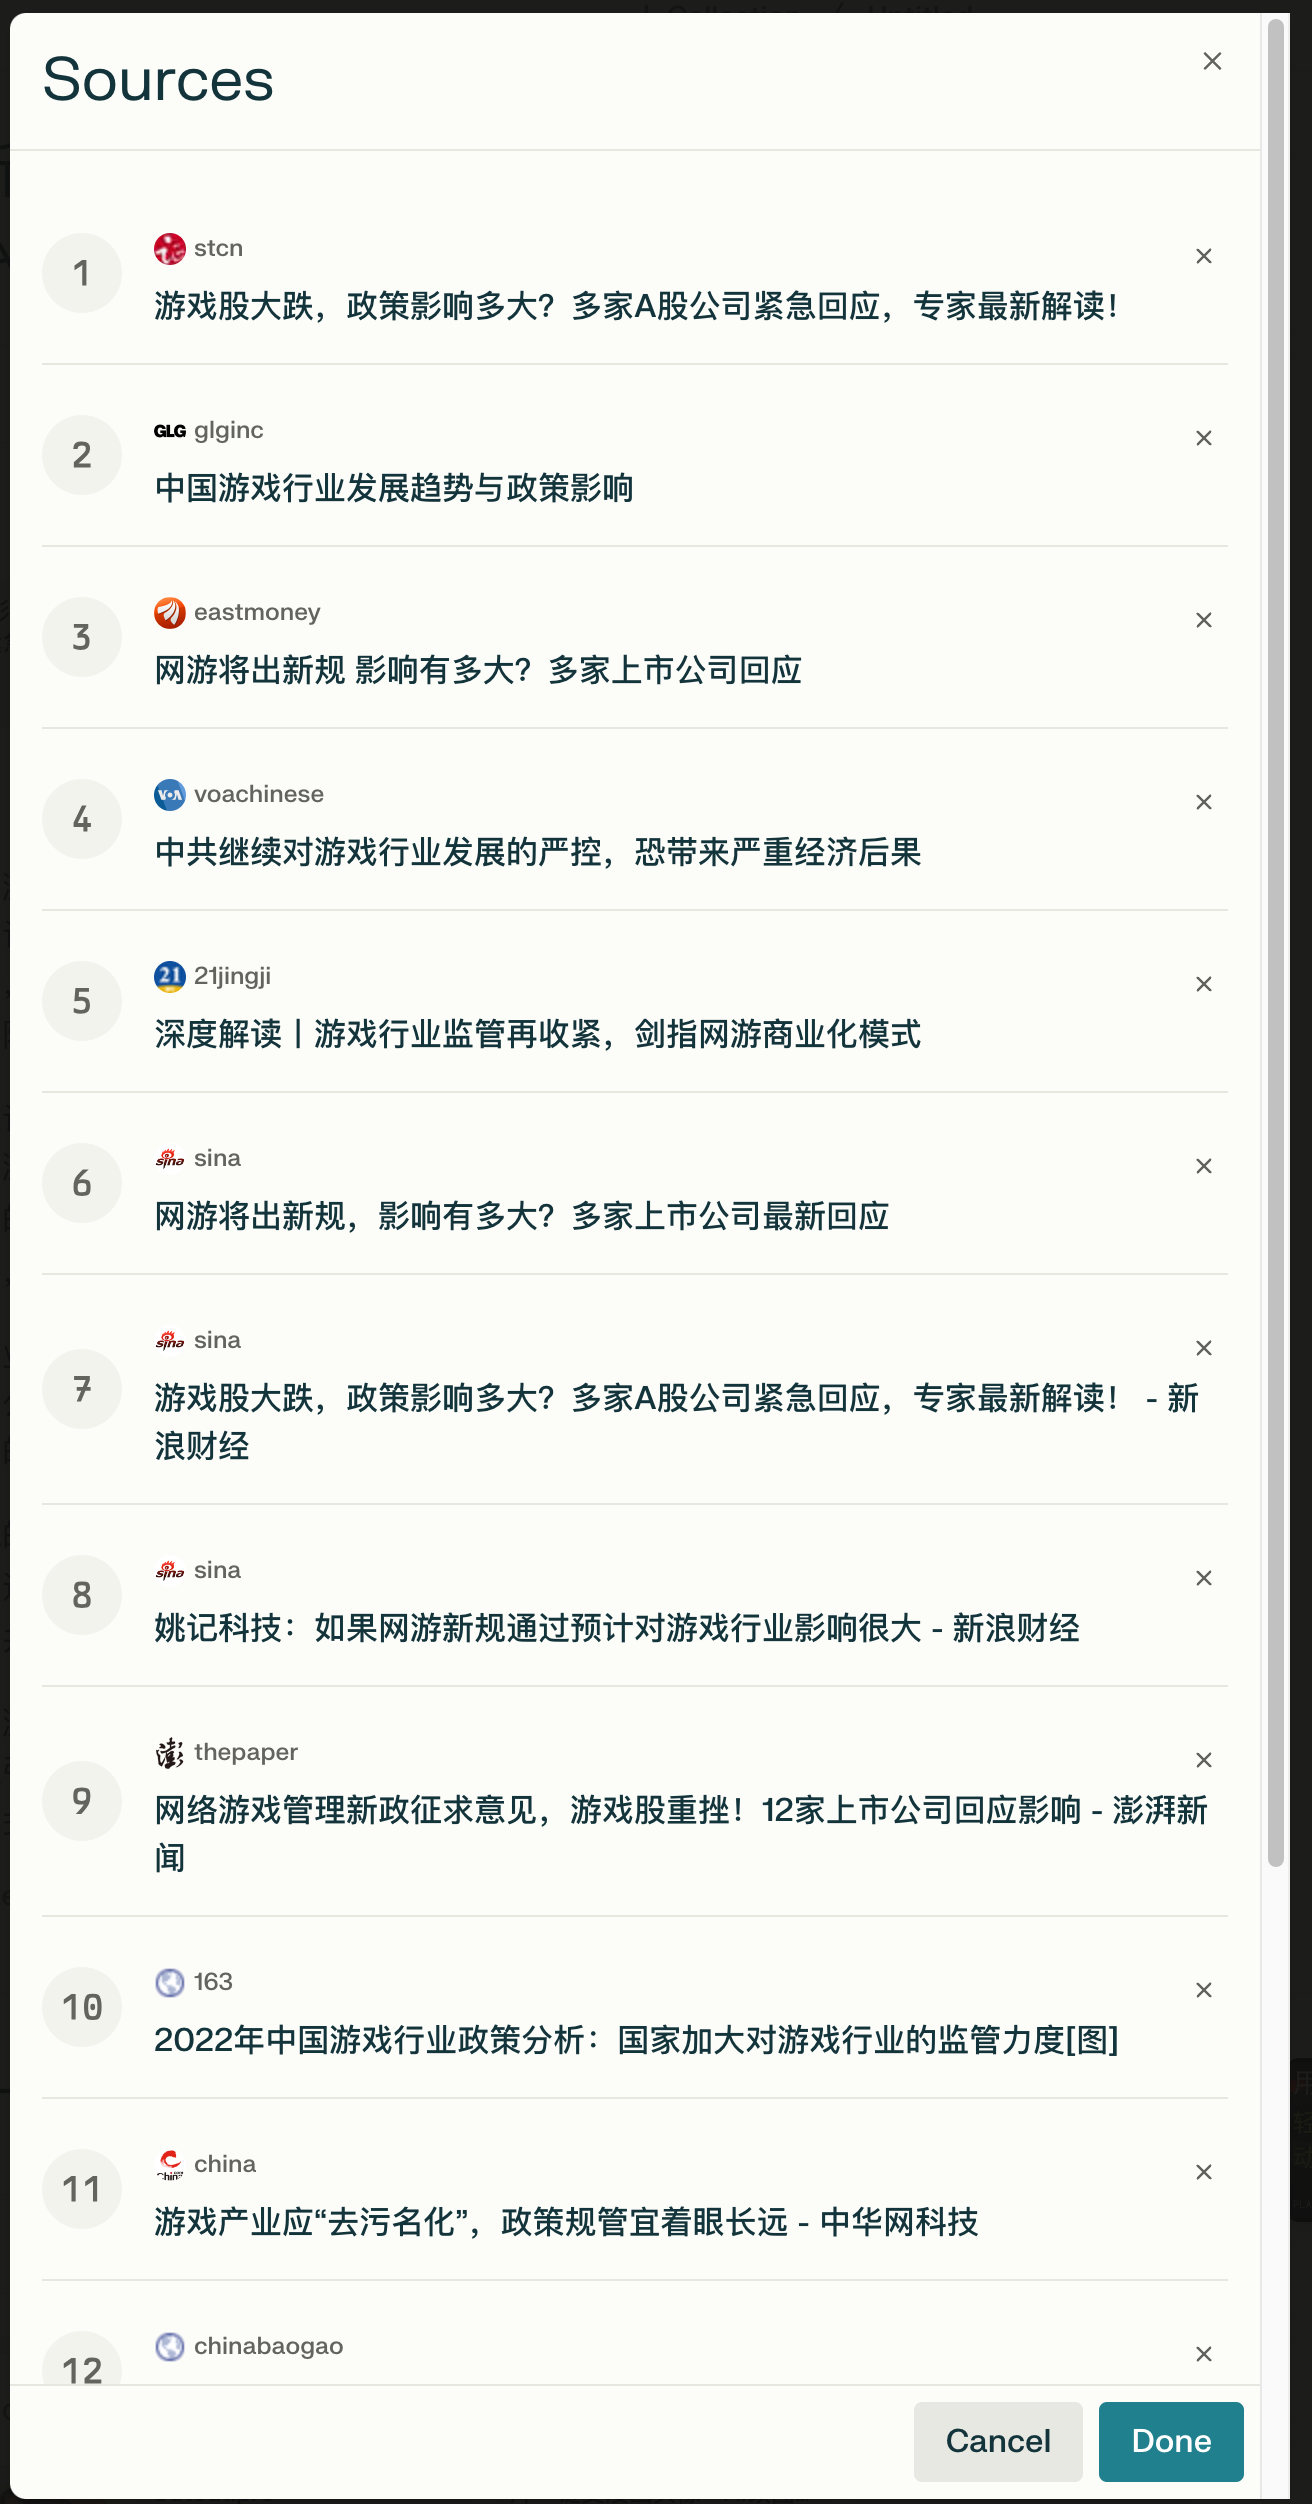 Sources
1
stcn
游戏股大跌，政策影响多大？多家A股公司紧急回应，专家最新解读！
2
GLG glginc
中国游戏行业发展趋势与政策影响
3
eastmoney
网游将出新规 影响有多大？多家上市公司回应
4
VOA voachinese
中共继续对游戏行业发展的严控，恐带来严重经济后果
5
21 21jingji
深度解读丨游戏行业监管再收紧，剑指网游商业化模式
6
sina sina
网游将出新规，影响有多大？多家上市公司最新回应
7
sina sina
游戏股大跌，政策影响多大？多家A股公司紧急回应，专家最新解读！ - 新
浪财经
8
sina sina
姚记科技：如果网游新规通过预计对游戏行业影响很大 - 新浪财经
9
澎 thepaper
网络游戏管理新政征求意见，游戏股重挫！12家上市公司回应影响 - 澎湃新
闻
10
163
2022年中国游戏行业政策分析：国家加大对游戏行业的监管力度[图]
11
china
游戏产业应“去污名化”，政策规管宜着眼长远 - 中华网科技
12
chinabaogao
Cancel
Done